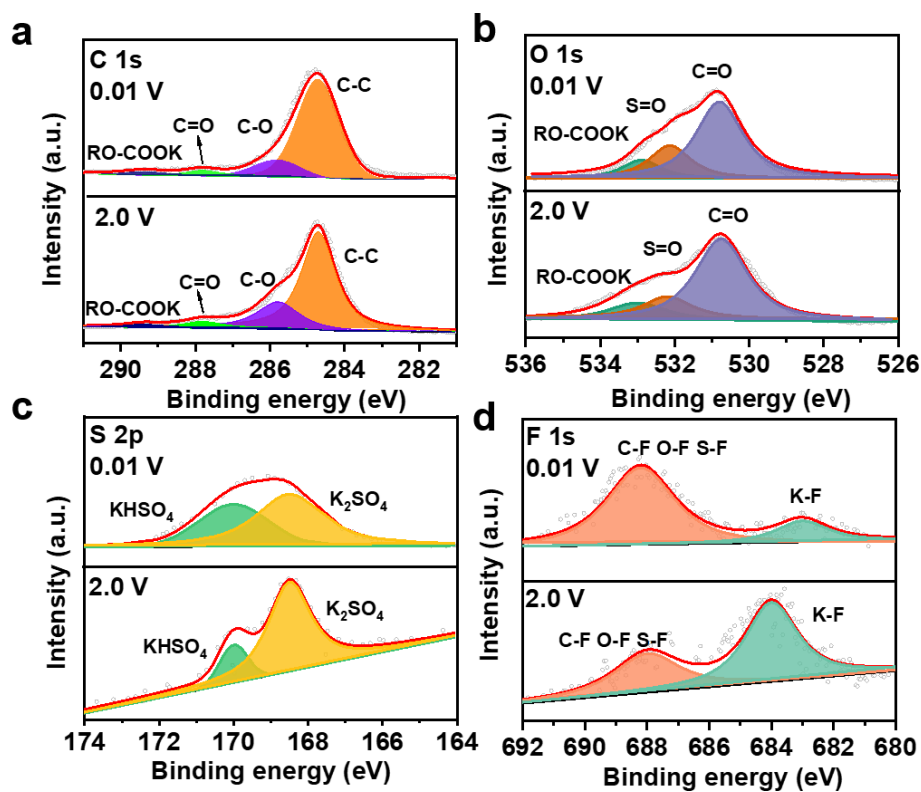 a
C 1s
0.01 V
C-C
C-O
C=O
RO-COOK
2.0 V
C-C
C-O
C=O
RO-COOK
Intensity (a.u.)
290 288 286 284 282
Binding energy (eV)
b
O 1s
0.01 V
C=O
S=O
RO-COOK
2.0 V
C=O
S=O
RO-COOK
Intensity (a.u.)
536 534 532 530 528 526
Binding energy (eV)
c
S 2p
0.01 V
KHSO4
K2SO4
2.0 V
KHSO4
K2SO4
Intensity (a.u.)
174 172 170 168 166 164
Binding energy (eV)
d
F 1s
0.01 V
C-F O-F S-F
K-F
2.0 V
C-F O-F S-F
K-F
Intensity (a.u.)
692 690 688 686 684 682 680
Binding energy (eV)